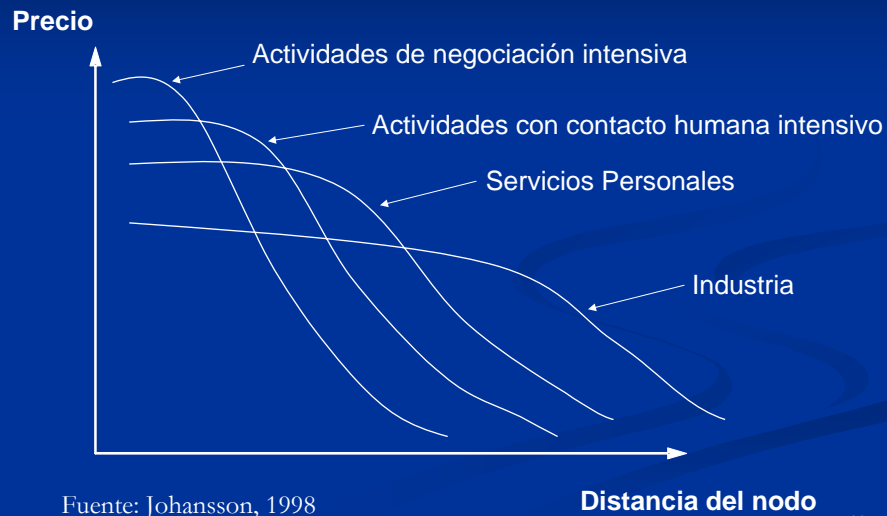 Precio
Actividades de negociación intensiva
Actividades con contacto humana intensivo
Servicios Personales
Industria
Fuente: Johansson, 1998
Distancia del nodo